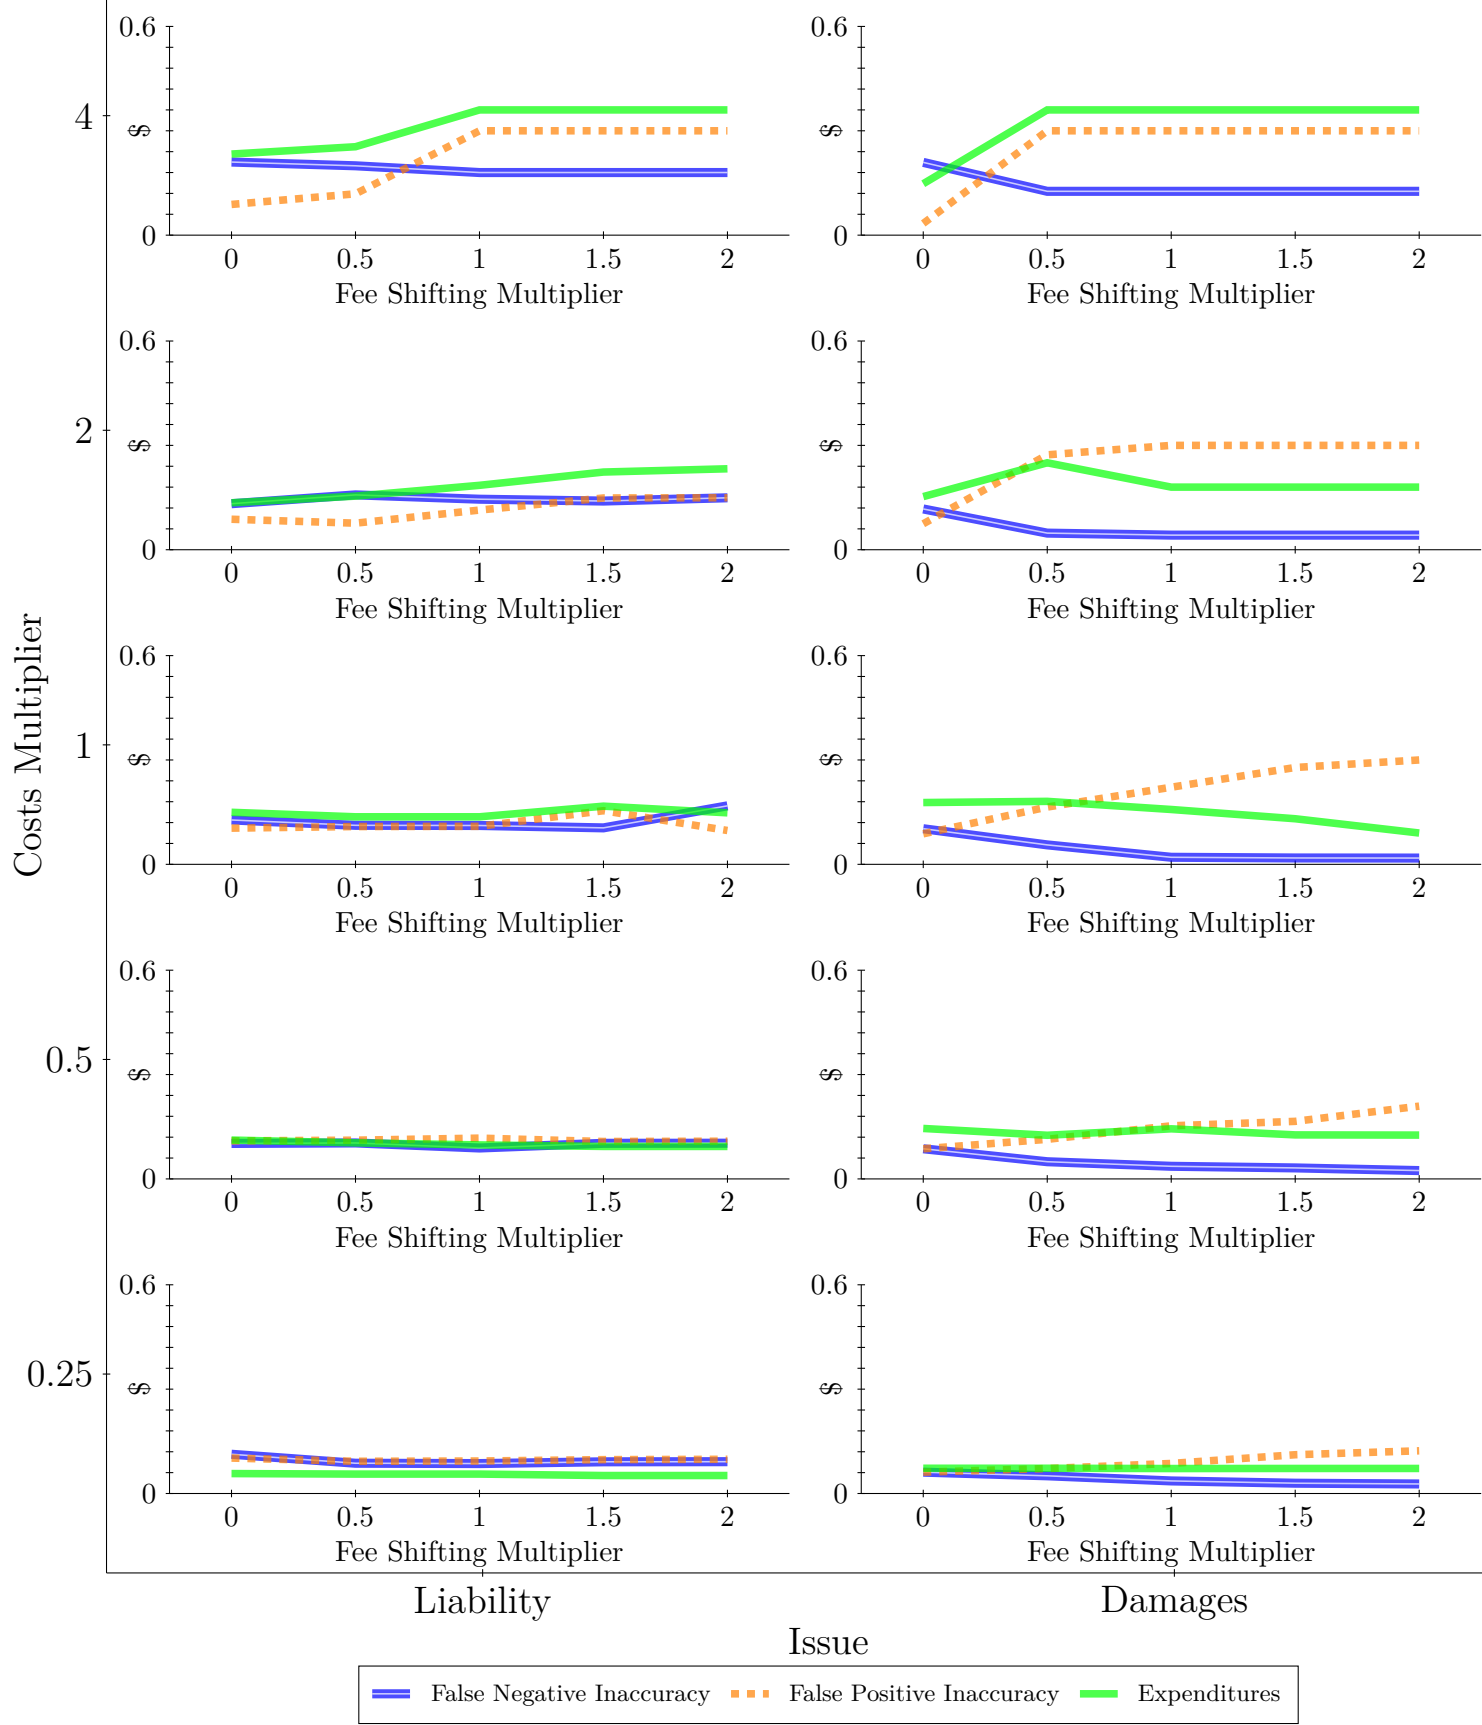 Costs Multiplier
4
0.6
$
0
0 0.5 1 1.5 2
Fee Shifting Multiplier
0.6
$
0
0 0.5 1 1.5 2
Fee Shifting Multiplier
2
0.6
$
0
0 0.5 1 1.5 2
Fee Shifting Multiplier
0.6
$
0
0 0.5 1 1.5 2
Fee Shifting Multiplier
1
0.6
$
0
0 0.5 1 1.5 2
Fee Shifting Multiplier
0.6
$
0
0 0.5 1 1.5 2
Fee Shifting Multiplier
0.5
0.6
$
0
0 0.5 1 1.5 2
Fee Shifting Multiplier
0.6
$
0
0 0.5 1 1.5 2
Fee Shifting Multiplier
0.25
0.6
$
0
0 0.5 1 1.5 2
Fee Shifting Multiplier
0.6
$
0
0 0.5 1 1.5 2
Fee Shifting Multiplier
Liability Damages
Issue
False Negative Inaccuracy False Positive Inaccuracy Expenditures